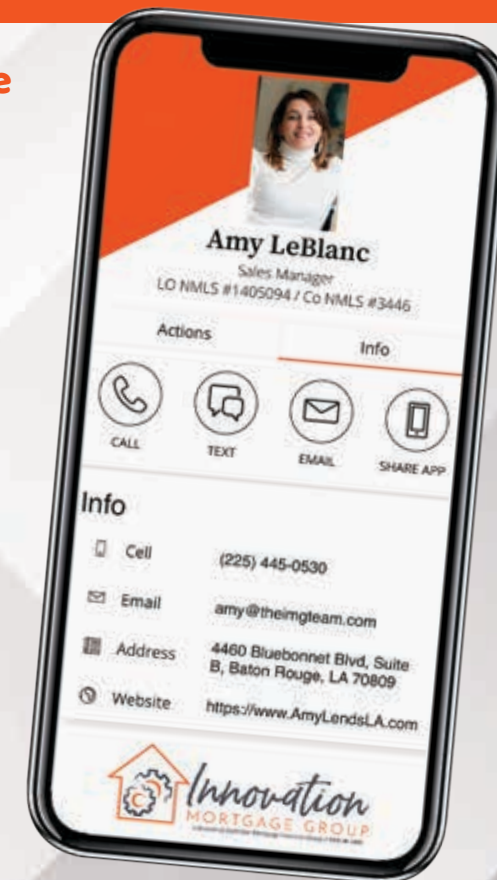 e
Amy LeBlanc
Sales Manager
LO NMLS #1405094 / Co NMLS #3446
Actions Info
CALL TEXT EMAIL SHARE APP
Info
Cell (225) 445-0530
Email amy@theimgteam.com
Address 4460 Bluebonnet Blvd, Suite
B, Baton Rouge, LA 70809
Website https://www.AmyLendsLA.com
Innovation
MORTGAGE GROUP